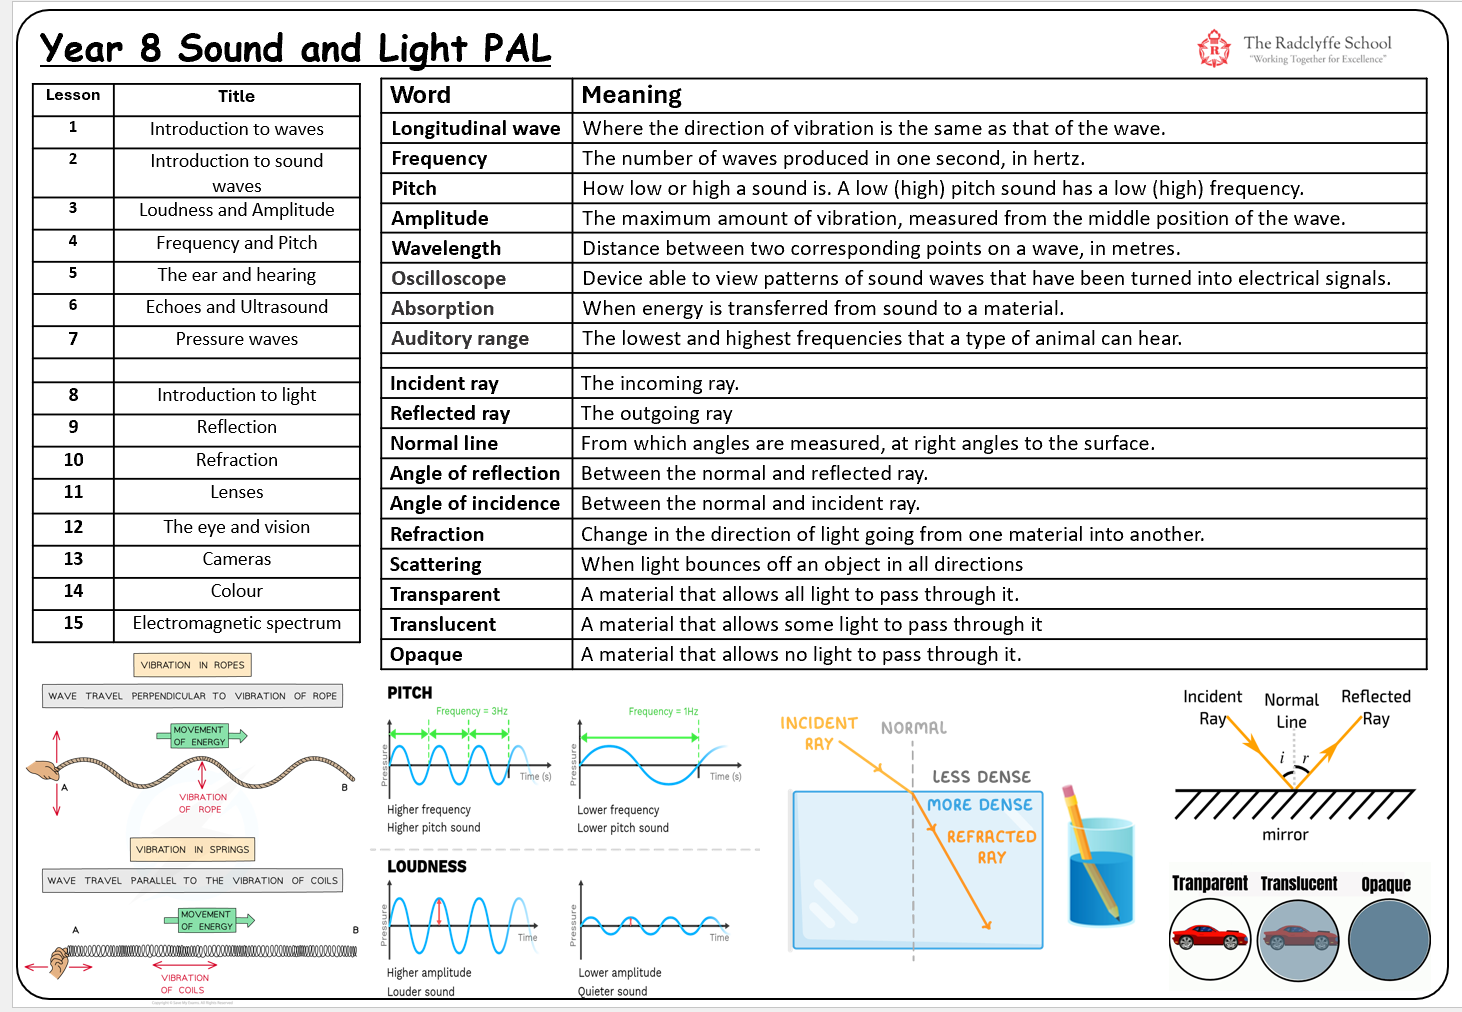 Year 8 Sound and Light PAL
The Radclyffe School
"Working Together for Excellence"
Lesson Title
1 Introduction to waves
2 Introduction to sound
waves
3 Loudness and Amplitude
4 Frequency and Pitch
5 The ear and hearing
6 Echoes and Ultrasound
7 Pressure waves
8 Introduction to light
9 Reflection
10 Refraction
11 Lenses
12 The eye and vision
13 Cameras
14 Colour
15 Electromagnetic spectrum
Word Meaning
Longitudinal wave Where the direction of vibration is the same as that of the wave.
Frequency The number of waves produced in one second, in hertz.
Pitch How low or high a sound is. A low (high) pitch sound has a low (high) frequency.
Amplitude The maximum amount of vibration, measured from the middle position of the wave.
Wavelength Distance between two corresponding points on a wave, in metres.
Oscilloscope Device able to view patterns of sound waves that have been turned into electrical signals.
Absorption When energy is transferred from sound to a material.
Auditory range The lowest and highest frequencies that a type of animal can hear.
Incident ray The incoming ray.
Reflected ray The outgoing ray
Normal line From which angles are measured, at right angles to the surface.
Angle of reflection Between the normal and reflected ray.
Angle of incidence Between the normal and incident ray.
Refraction Change in the direction of light going from one material into another.
Scattering When light bounces off an object in all directions
Transparent A material that allows all light to pass through it.
Translucent A material that allows some light to pass through it
Opaque A material that allows no light to pass through it.
VIBRATION IN ROPES
WAVE TRAVEL PERPENDICULAR TO VIBRATION OF ROPE
MOVEMENT
OF ENERGY
A
B
VIBRATION
OF ROPE
VIBRATION IN SPRINGS
WAVE TRAVEL PARALLEL TO THE VIBRATION OF COILS
MOVEMENT
OF ENERGY
A
B
VIBRATION
OF COILS
PITCH
Frequency = 3Hz
Pressure
Time (s)
Higher frequency
Higher pitch sound
Frequency = 1Hz
Pressure
Time (s)
Lower frequency
Lower pitch sound
LOUDNESS
Pressure
Time
Higher amplitude
Louder sound
Pressure
Time
Lower amplitude
Quieter sound
INCIDENT
RAY
NORMAL
LESS DENSE
MORE DENSE
REFRACTED
RAY
Incident
Ray
Normal
Line
Reflected
Ray
i r
mirror
Tranparent Translucent Opaque